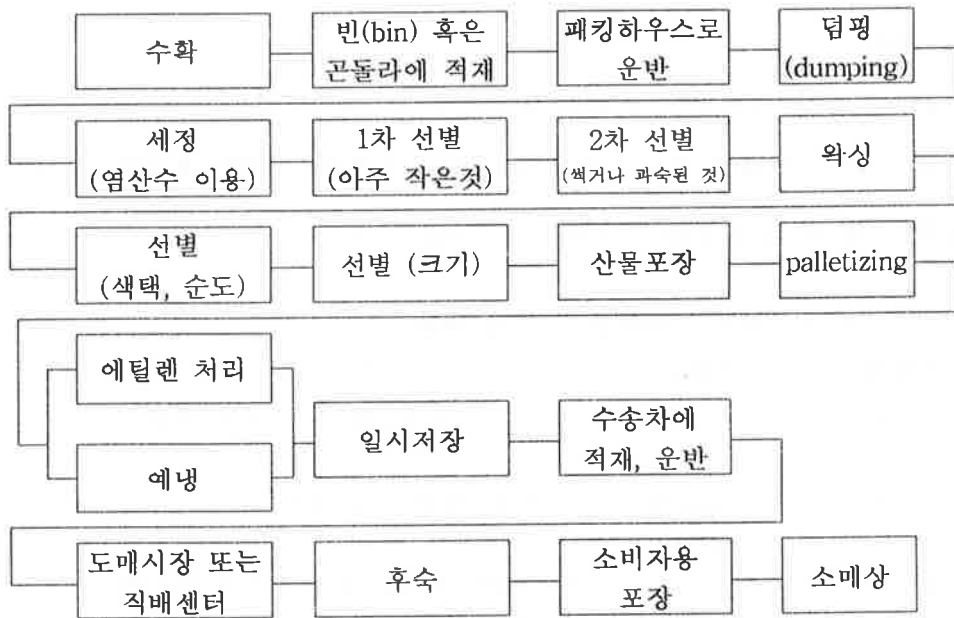 수확
빈(bin) 혹은
곤돌라에 적재
패킹하우스로
운반
덤핑
(dumping)
세정
(염산수 이용)
1차 선별
(아주 작은것)
2차 선별
(썩거나 과숙된 것)
왁싱
선별
(색택, 순도)
선별 (크기)
산물포장
palletizing
에틸렌 처리
예냉
일시저장
수송차에
적재, 운반
도매시장 또는
직배센터
후숙
소비자용
포장
소매상